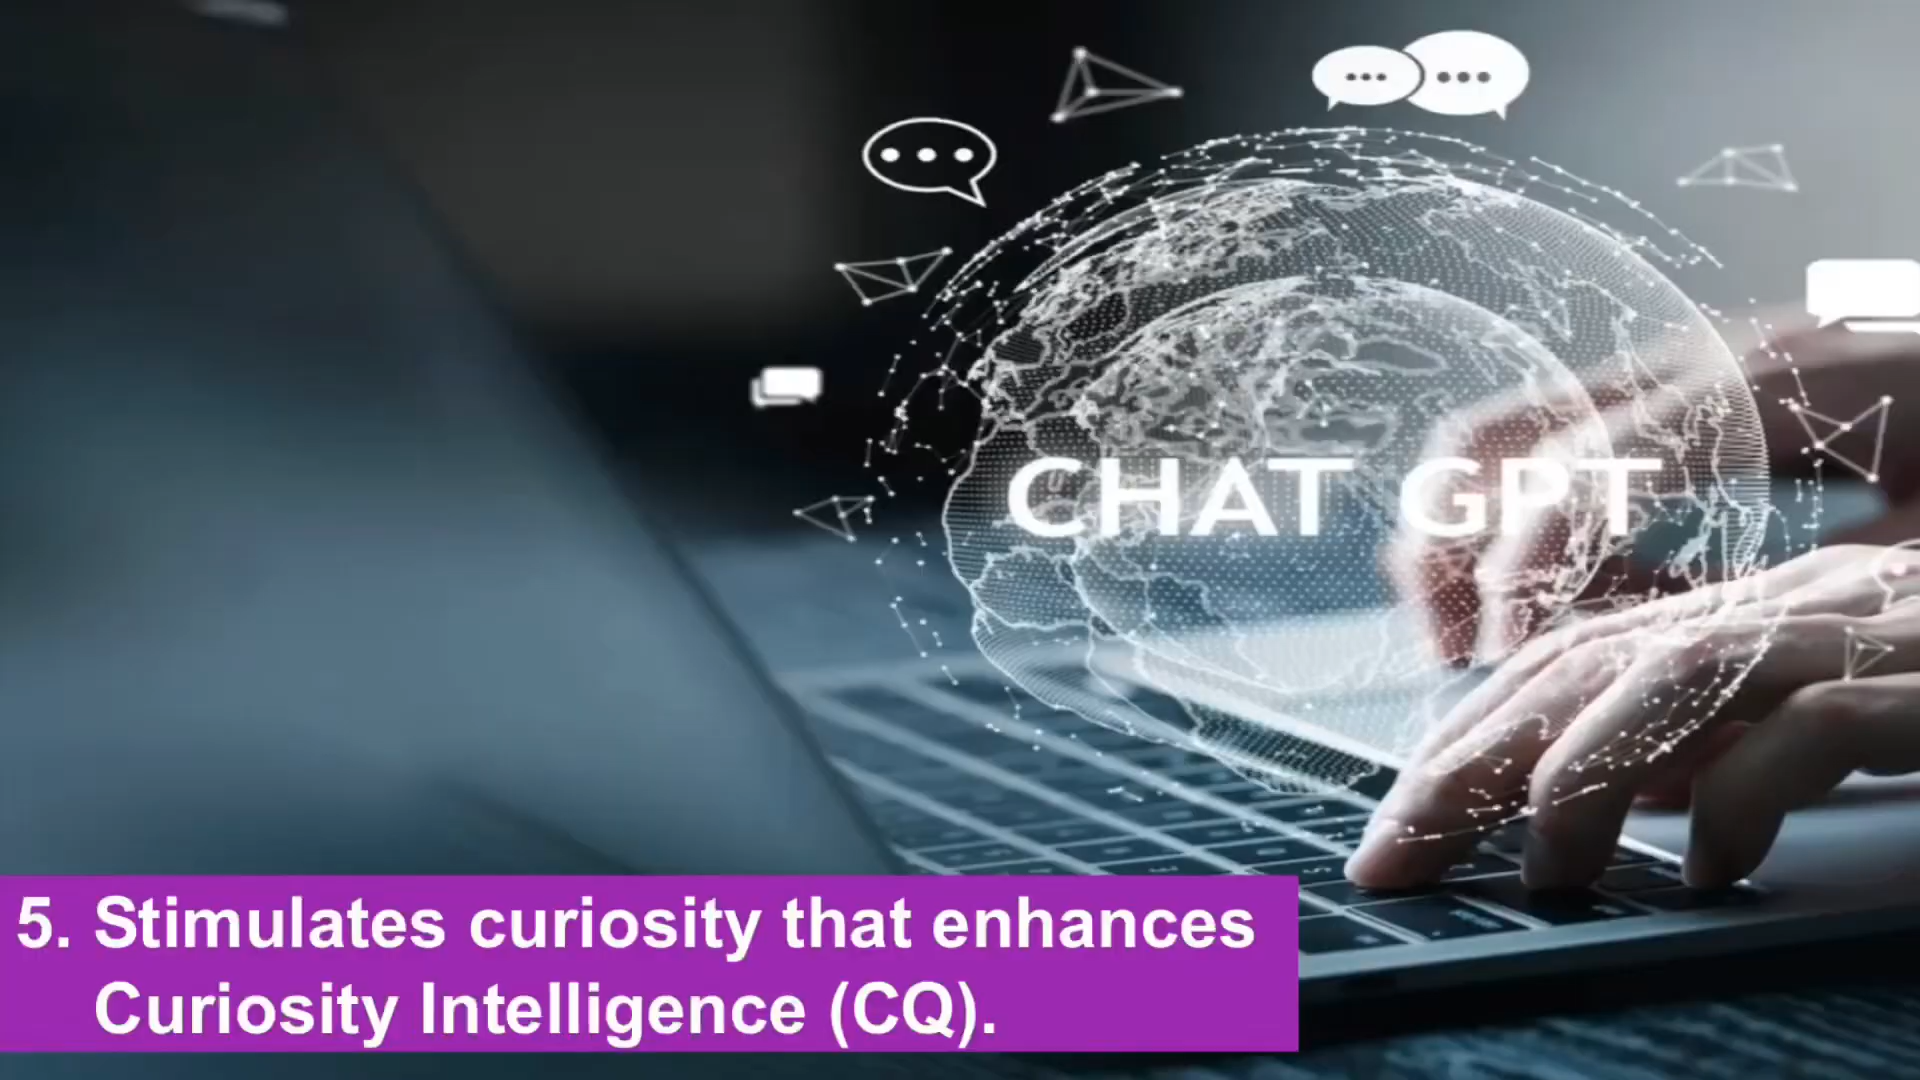 CHAT GPT
5. Stimulates curiosity that enhances
Curiosity Intelligence (CQ).